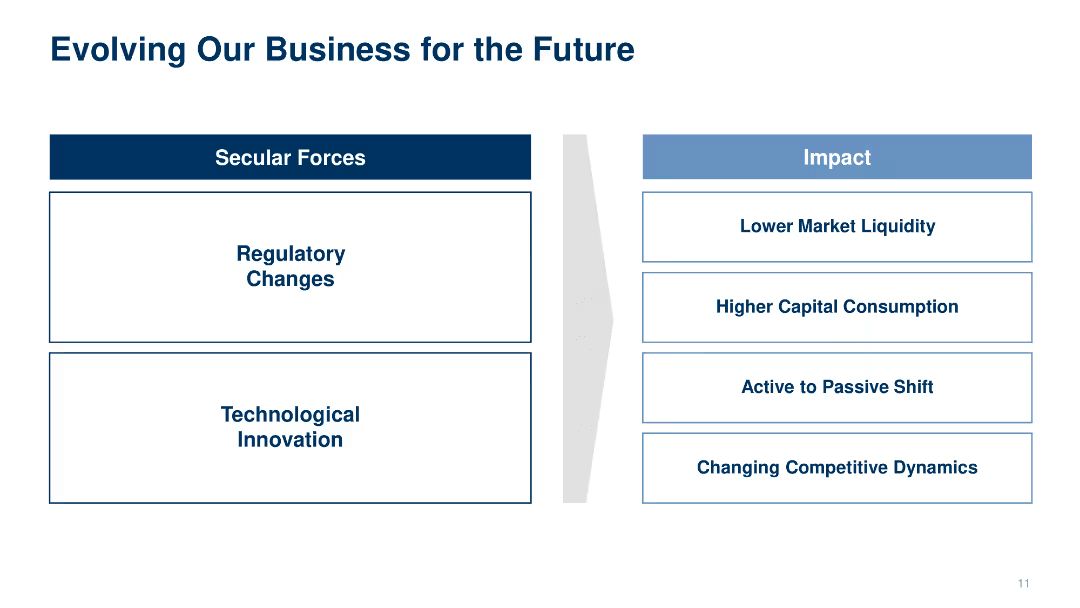 Evolving Our Business for the Future
Secular Forces
Regulatory
Changes
Technological
Innovation
Impact
Lower Market Liquidity
Higher Capital Consumption
Active to Passive Shift
Changing Competitive Dynamics
11